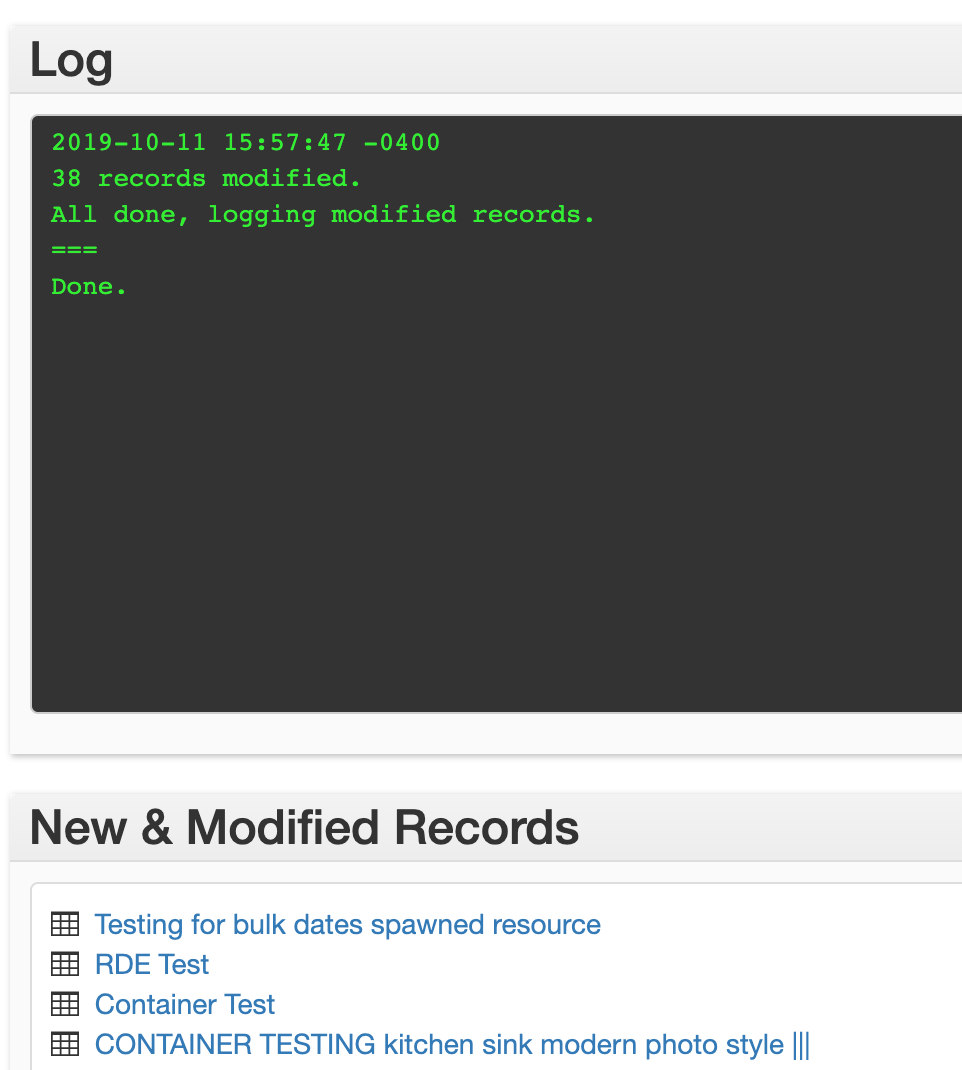 Log
2019-10-11 15:57:47 -0400
38 records modified.
All done, logging modified records.
===
Done.
New & Modified Records
Testing for bulk dates spawned resource
RDE Test
Container Test
CONTAINER TESTING kitchen sink modern photo style |||